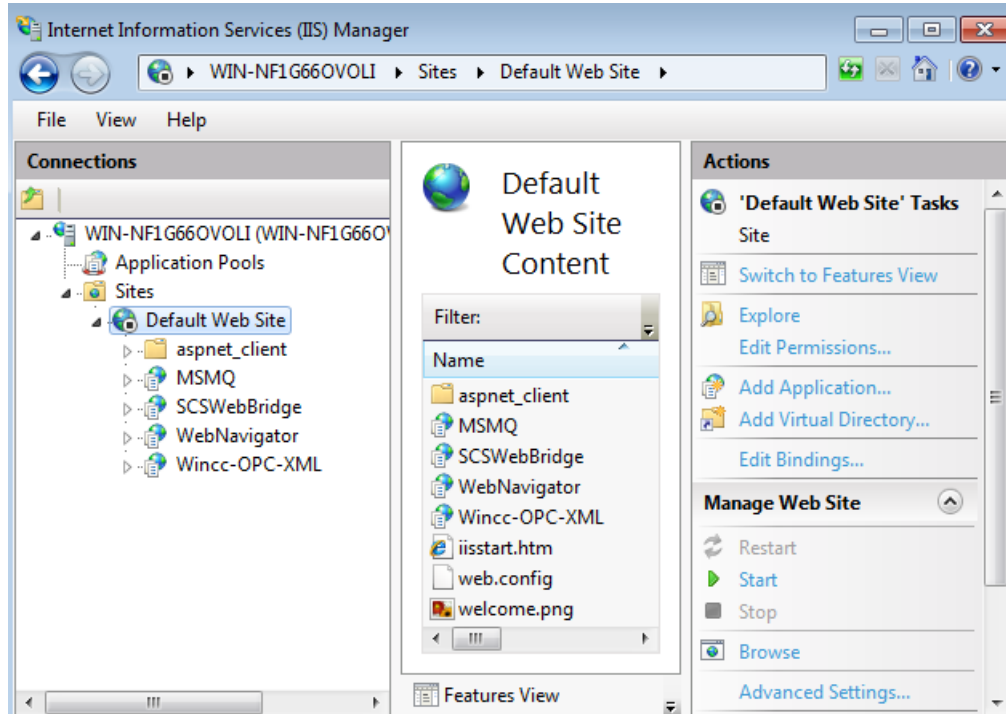 Internet Information Services (IIS) Manager
WIN-NF1G66OVOLI Sites Default Web Site
File View Help
Connections
WIN-NF1G66OVOLI (WIN-NF1G66O
Application Pools
Sites
Default Web Site
aspnet_client
MSMQ
SCSWebBridge
WebNavigator
Wincc-OPC-XML
Default
Web Site
Content
Filter:
Name
aspnet_client
MSMQ
SCSWebBridge
WebNavigator
Wincc-OPC-XML
iisstart.htm
web.config
welcome.png
Features View
Actions
'Default Web Site' Tasks
Site
Switch to Features View
Explore
Edit Permissions...
Add Application...
Add Virtual Directory...
Edit Bindings...
Manage Web Site
Restart
Start
Stop
Browse
Advanced Settings...